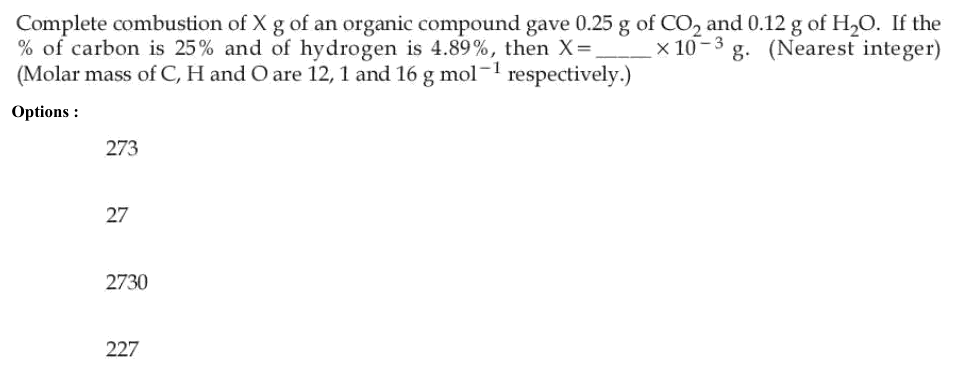 Complete combustion of X g of an organic compound gave 0.25 g of CO₂ and 0.12 g of H₂O. If the
% of carbon is 25% and of hydrogen is 4.89%, then X=_____ × 10⁻³ g. (Nearest integer)
(Molar mass of C, H and O are 12, 1 and 16 g mol⁻¹ respectively.)
Options :
273
27
2730
227